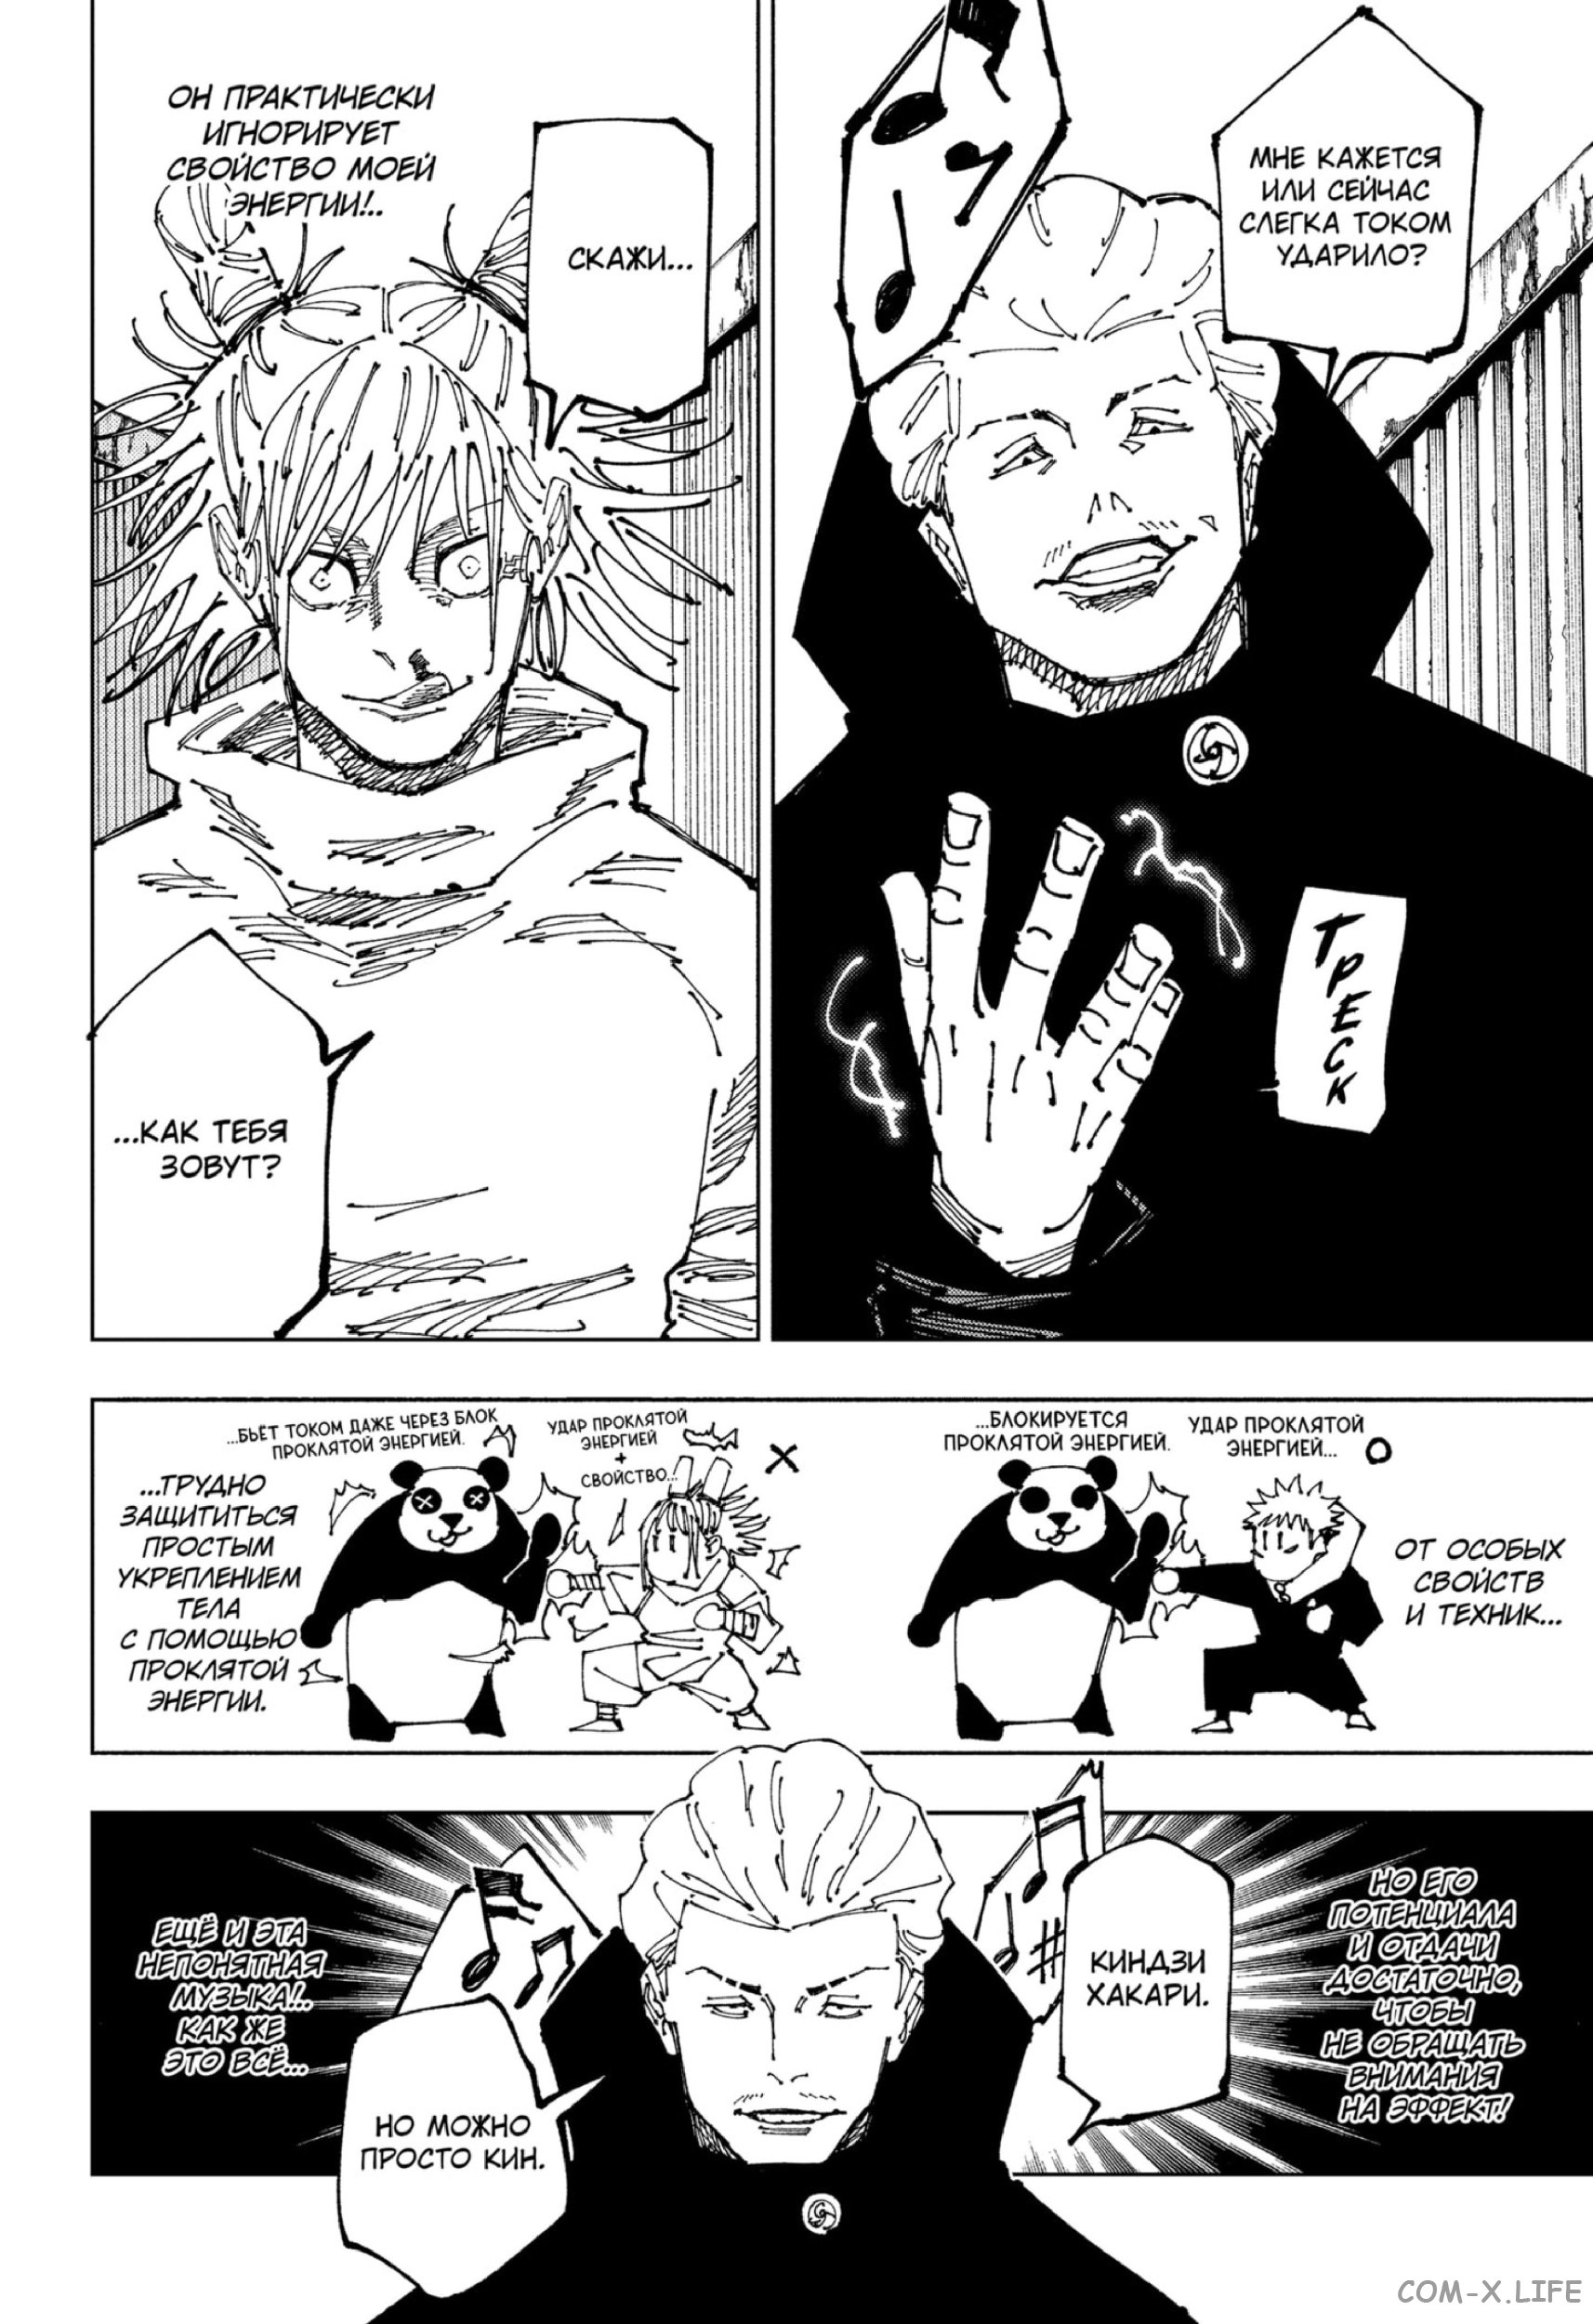 МНЕ КАЖЕТСЯ
ИЛИ СЕЙЧАС
СЛЕГКА ТОКОМ
УДАРИЛО?
ТРЕСК
ОН ПРАКТИЧЕСКИ
ИГНОРИРУЕТ
СВОЙСТВО МОЕЙ
ЭНЕРГИИ!..
СКАЖИ...
...КАК ТЕБЯ
ЗОВУТ?
ОТ ОСОБЫХ
СВОЙСТВ
И ТЕХНИК...
УДАР ПРОКЛЯТОЙ
ЭНЕРГИЕЙ...
...БЛОКИРУЕТСЯ
ПРОКЛЯТОЙ ЭНЕРГИЕЙ.
УДАР ПРОКЛЯТОЙ
ЭНЕРГИЕЙ
+
СВОЙСТВО...
...БЬЁТ ТОКОМ ДАЖЕ ЧЕРЕЗ БЛОК
ПРОКЛЯТОЙ ЭНЕРГИЕЙ.
...ТРУДНО
ЗАЩИТИТЬСЯ
ПРОСТЫМ
УКРЕПЛЕНИЕМ
ТЕЛА
С ПОМОЩЬЮ
ПРОКЛЯТОЙ
ЭНЕРГИИ.
НО ЕГО
ПОТЕНЦИАЛА
И ОТДАЧИ
ДОСТАТОЧНО,
ЧТОБЫ
НЕ ОБРАЩАТЬ
ВНИМАНИЯ
НА ЭФФЕКТ!
КИНДЗИ
ХАКАРИ.
НО МОЖНО
ПРОСТО КИН.
ЕЩЁ И ЭТА
НЕПОНЯТНАЯ
МУЗЫКА!..
КАК ЖЕ
ЭТО ВСЁ...
COM-X.LIFE